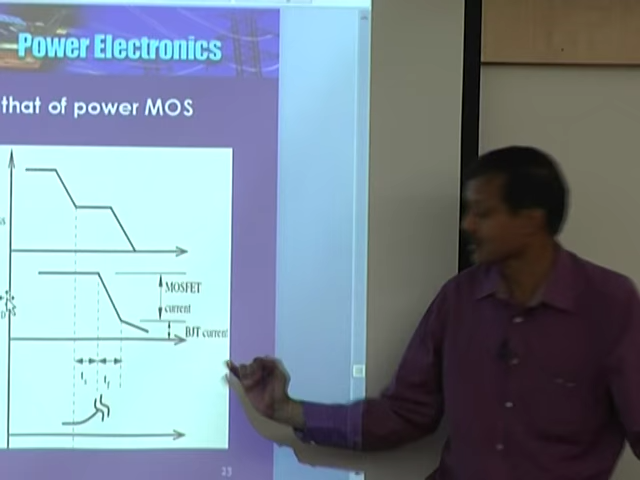 Power Electronics
that of power MOS
MOSFET
current
BJT current
23